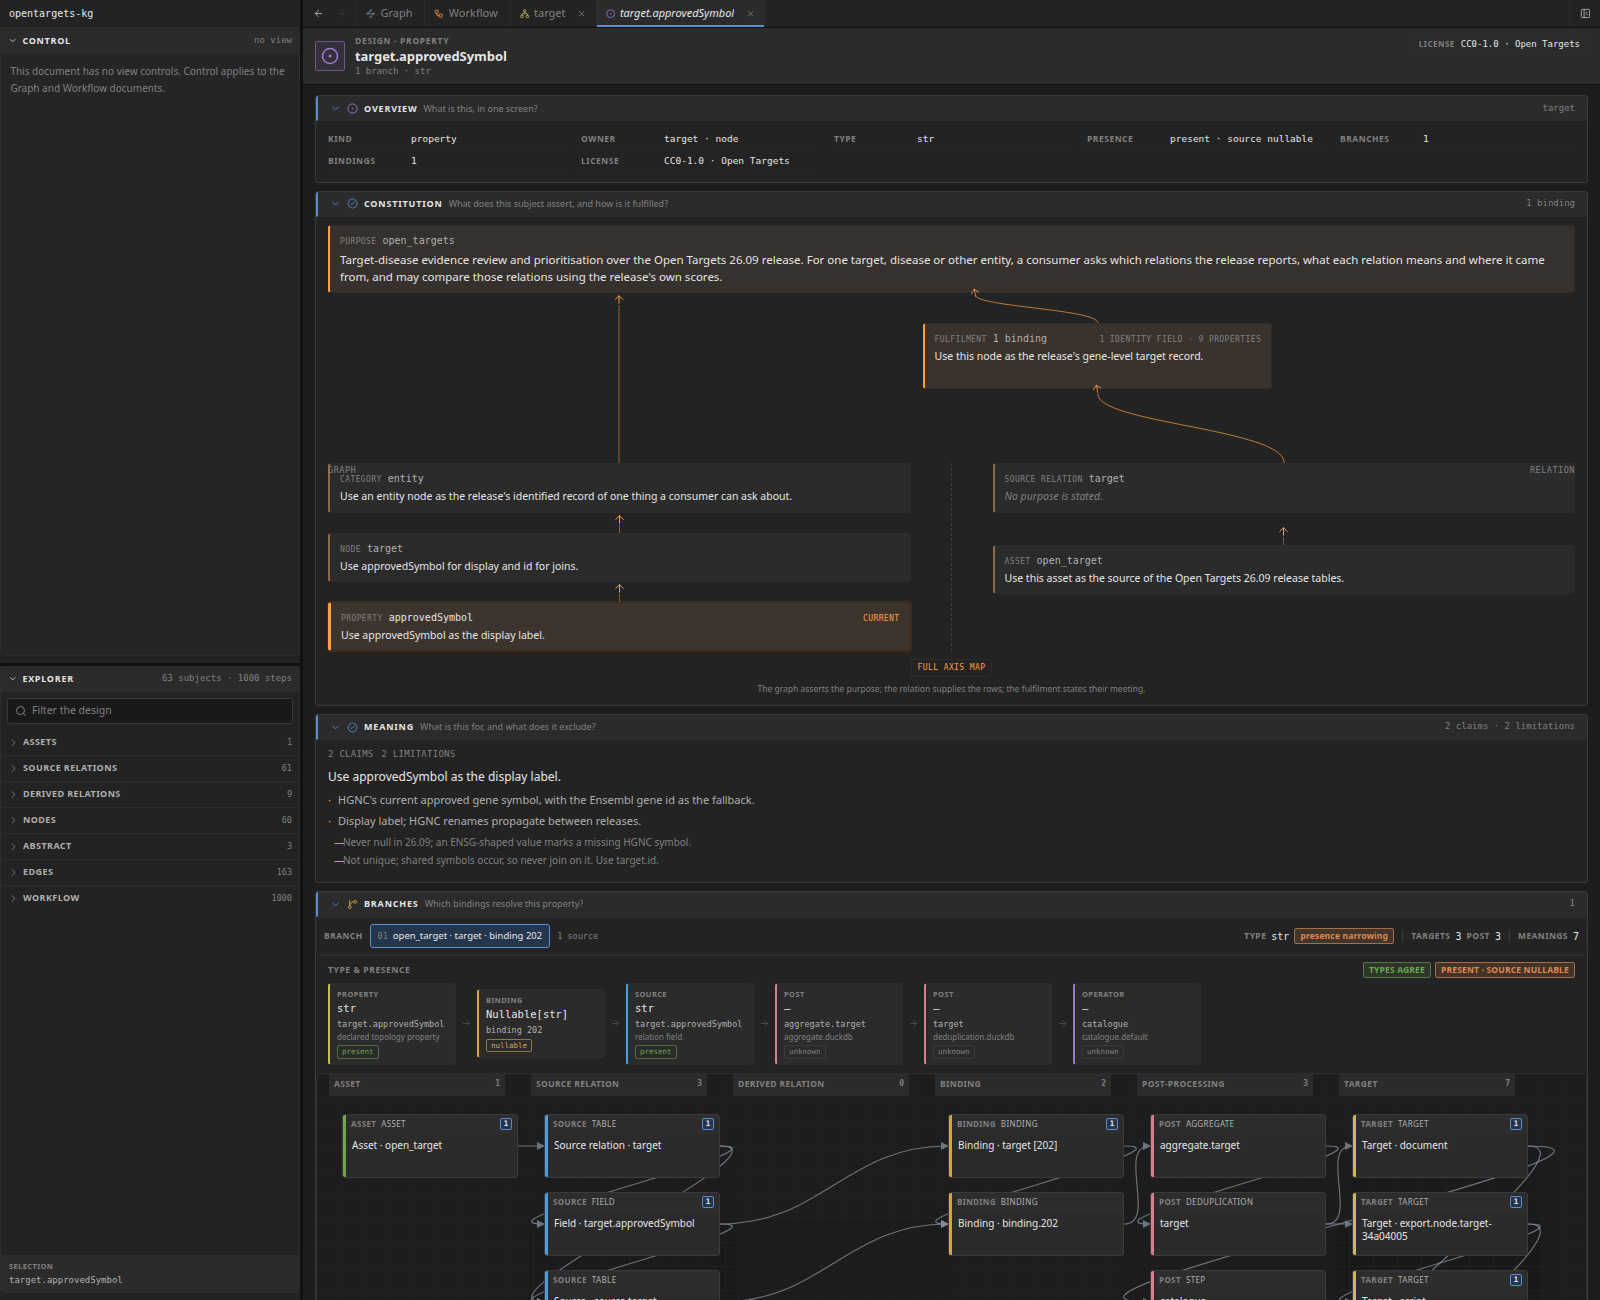 opentargets-kg
Graph
Workflow
target
target.approvedSymbol
CONTROL
no view
This document has no view controls. Control applies to the
Graph and Workflow documents.
DESIGN · PROPERTY
target.approvedSymbol
1 branch · str
LICENSE CC0-1.0 · Open Targets
OVERVIEW What is this, in one screen?
target
KIND property
OWNER target · node
TYPE str
PRESENCE present · source nullable
BRANCHES 1
BINDINGS 1
LICENSE CC0-1.0 · Open Targets
CONSTITUTION What does this subject assert, and how is it fulfilled?
1 binding
PURPOSE open_targets
Target-disease evidence review and prioritisation over the Open Targets 26.09 release. For one target, disease or other entity, a consumer asks which relations the release reports, what each relation means and where it came
from, and may compare those relations using the release's own scores.
FULFILMENT 1 binding
1 IDENTITY FIELD · 9 PROPERTIES
Use this node as the release's gene-level target record.
GRAPH
RELATION
CATEGORY entity
Use an entity node as the release's identified record of one thing a consumer can ask about.
SOURCE RELATION target
No purpose is stated.
NODE target
Use approvedSymbol for display and id for joins.
ASSET open_target
Use this asset as the source of the Open Targets 26.09 release tables.
PROPERTY approvedSymbol
CURRENT
Use approvedSymbol as the display label.
FULL AXIS MAP
The graph asserts the purpose; the relation supplies the rows; the fulfilment states their meeting.
EXPLORER
63 subjects · 1000 steps
Filter the design
ASSETS 1
SOURCE RELATIONS 61
DERIVED RELATIONS 9
NODES 60
ABSTRACT 3
EDGES 163
WORKFLOW 1000
SELECTION
target.approvedSymbol
MEANING What is this for, and what does it exclude?
2 claims · 2 limitations
2 CLAIMS 2 LIMITATIONS
Use approvedSymbol as the display label.
· HGNC's current approved gene symbol, with the Ensembl gene id as the fallback.
· Display label; HGNC renames propagate between releases.
—Never null in 26.09; an ENSG-shaped value marks a missing HGNC symbol.
—Not unique; shared symbols occur, so never join on it. Use target.id.
BRANCHES Which bindings resolve this property?
1
BRANCH
01 open_target · target · binding 202
1 source
TYPE str presence narrowing
TARGETS 3 POST 3
MEANINGS 7
TYPE & PRESENCE
TYPES AGREE
PRESENT · SOURCE NULLABLE
PROPERTY
str
target.approvedSymbol
declared topology property
present
BINDING
Nullable[str]
binding 202
nullable
SOURCE
str
target.approvedSymbol
relation field
present
POST
—
aggregate.target
aggregate.duckdb
unknown
POST
—
target
deduplication.duckdb
unknown
OPERATOR
—
catalogue
catalogue.default
unknown
ASSET 1
SOURCE RELATION 3
DERIVED RELATION 0
BINDING 2
POST-PROCESSING 3
TARGET 7
ASSET ASSET 1
Asset · open_target
SOURCE TABLE 1
Source relation · target
BINDING BINDING 1
Binding · target [202]
POST AGGREGATE
aggregate.target
TARGET TARGET 1
Target · document
SOURCE FIELD 1
Field · target.approvedSymbol
BINDING BINDING
Binding · binding.202
POST DEDUPLICATION
target
TARGET TARGET 1
Target · export.node.target-
34a04005
SOURCE TABLE
POST STEP
TARGET TARGET 1